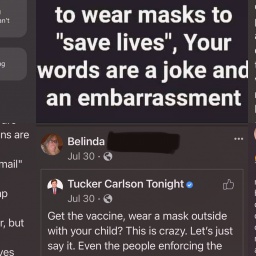 to wear masks to
"save lives", Your
words are a joke and
an embarrassment
Belinda
Jul 30
Tucker Carlson Tonight
Jul 30
Get the vaccine, wear a mask outside
with your child? This is crazy. Let's just
say it. Even the people enforcing the
n't
ng
ns are
mail"
r, but